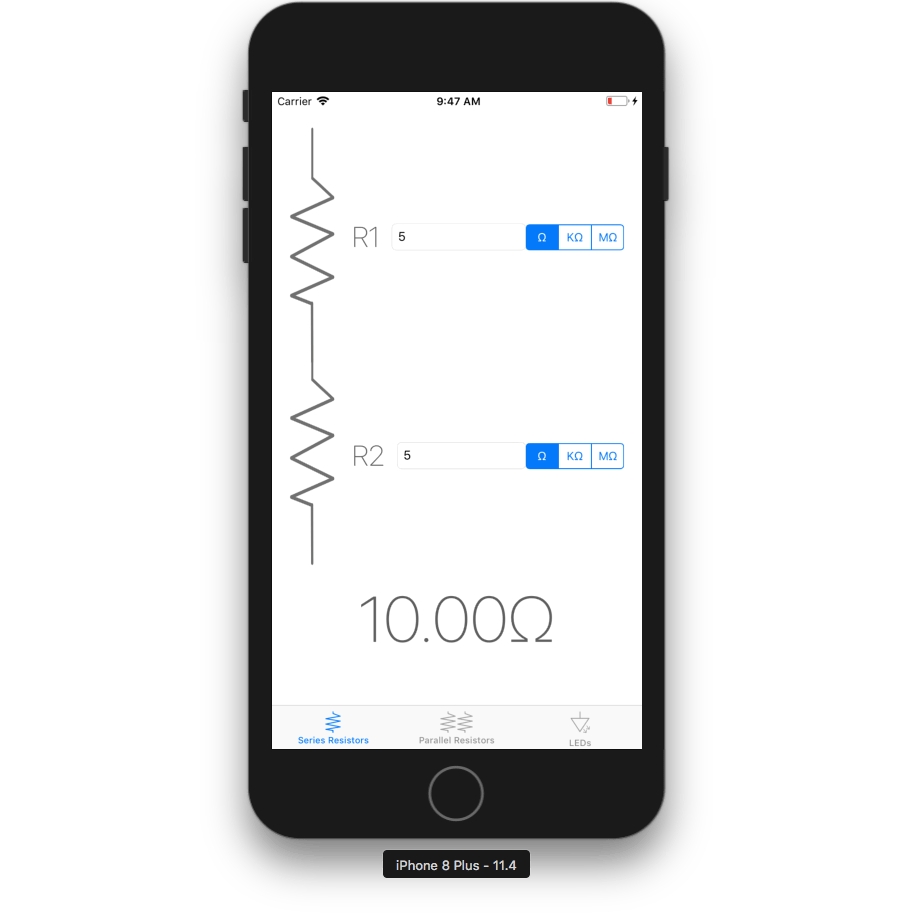 Carrier 9:47 AM
R1 5 Ω KΩ MΩ
R2 5 Ω KΩ MΩ
10.00Ω
Series Resistors Parallel Resistors LEDs
iPhone 8 Plus - 11.4